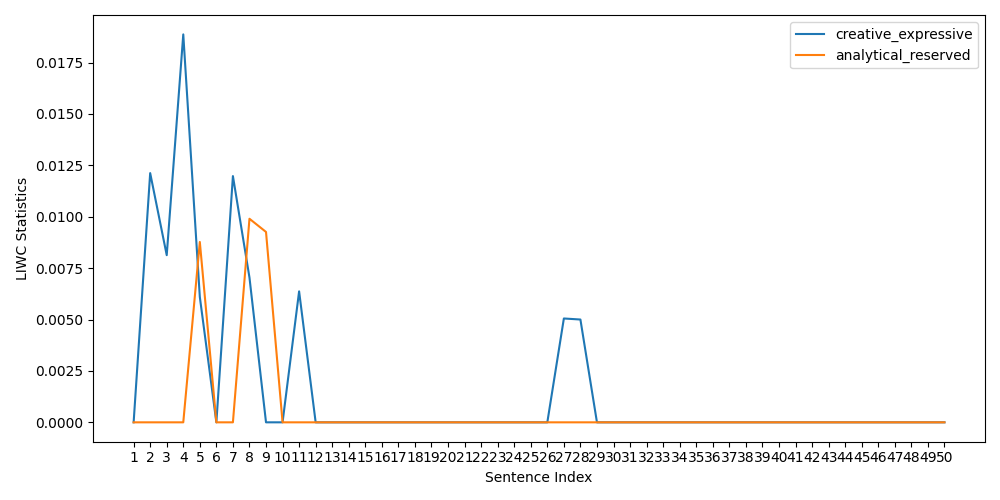 creative_expressive
analytical_reserved
0.0175
0.0150
0.0125
0.0100
0.0075
0.0050
0.0025
0.0000
LIWC Statistics
1 2 3 4 5 6 7 8 9 10 11 12 13 14 15 16 17 18 19 20 21 22 23 24 25 26 27 28 29 30 31 32 33 34 35 36 37 38 39 40 41 42 43 44 45 46 47 48 49 50
Sentence Index